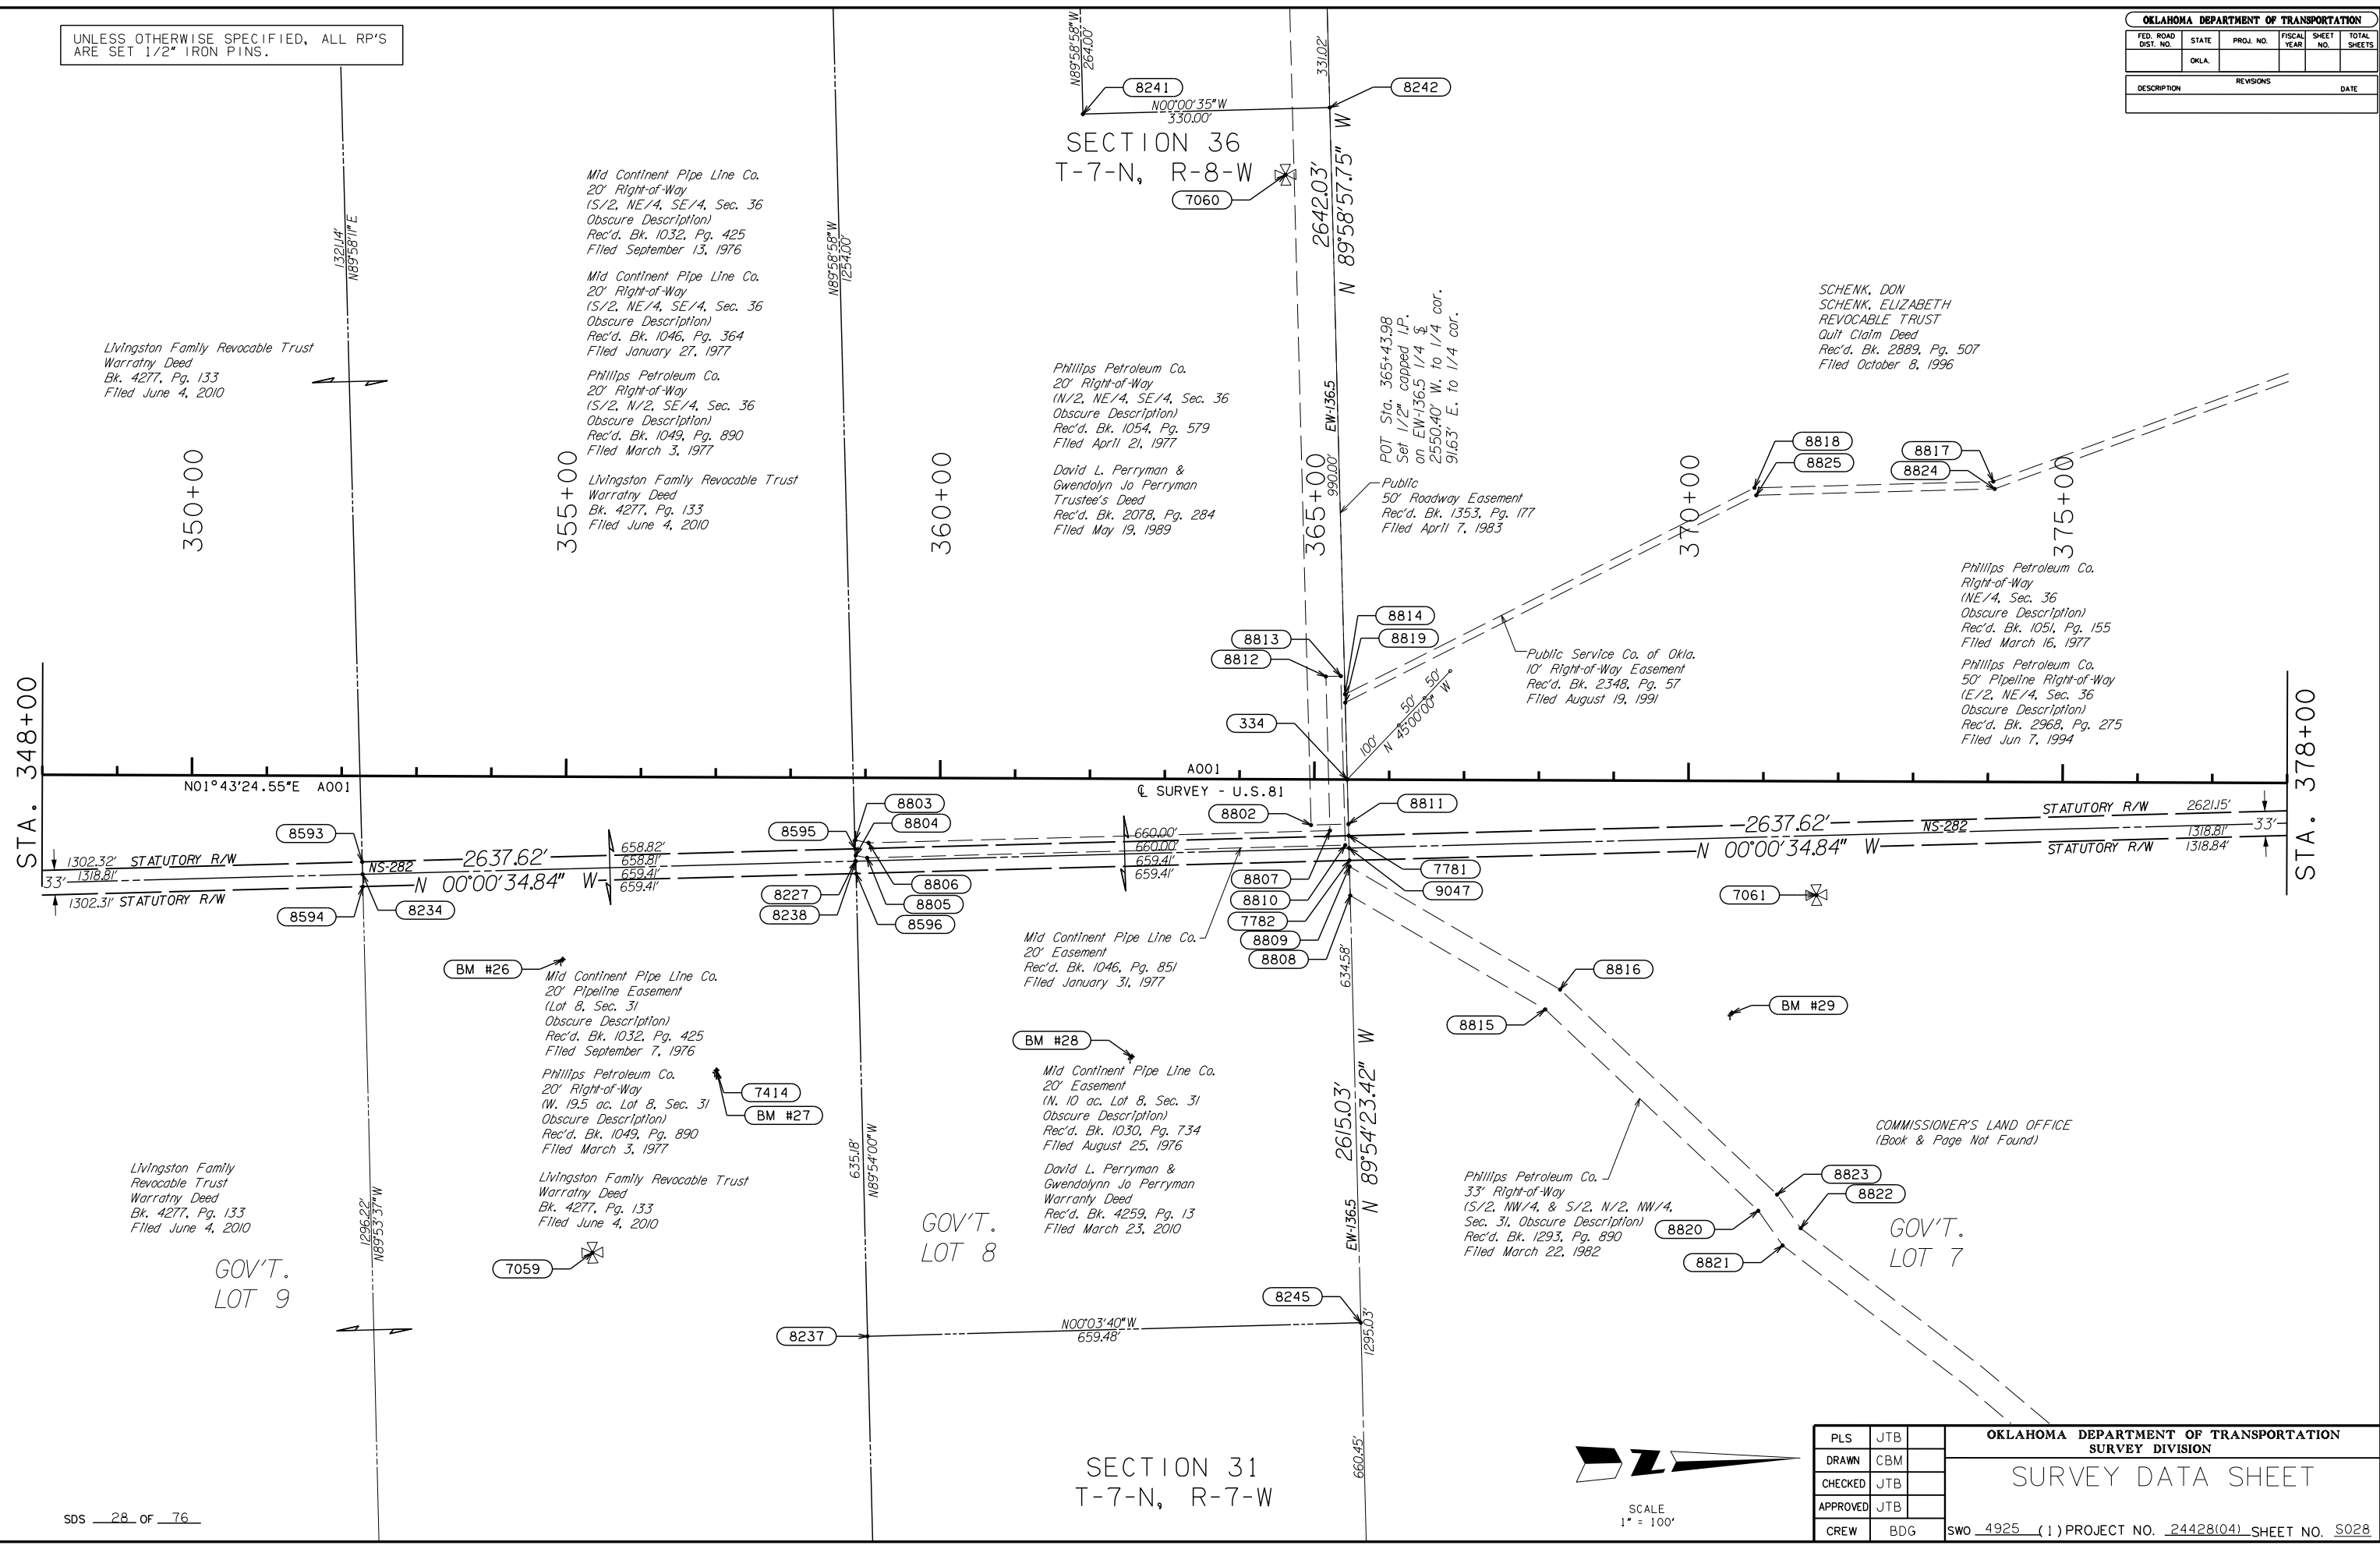 UNLESS OTHERWISE SPECIFIED, ALL RP'S
ARE SET 1/2" IRON PINS.
OKLAHOMA DEPARTMENT OF TRANSPORTATION
FED. ROAD DIST. NO.
STATE
PROJ. NO.
FISCAL YEAR
SHEET NO.
TOTAL SHEETS
OKLA.
REVISIONS
DESCRIPTION
DATE
N89°58'58"W
264.00'
8241
N00°00'35"W
330.00'
331.02'
8242
SECTION 36
T-7-N, R-8-W
7060
2642.03'
N 89°58'57.75" W
1321.14'
N89°58'11"E
N89°58'58"W
1254.00'
Mid Continent Pipe Line Co.
20' Right-of-Way
(S/2, NE/4, SE/4, Sec. 36
Obscure Description)
Rec'd. Bk. 1032, Pg. 425
Filed September 13, 1976
Mid Continent Pipe Line Co.
20' Right-of-Way
(S/2, NE/4, SE/4, Sec. 36
Obscure Description)
Rec'd. Bk. 1046, Pg. 364
Filed January 27, 1977
Phillips Petroleum Co.
20' Right-of-Way
(S/2, N/2, SE/4, Sec. 36
Obscure Description)
Rec'd. Bk. 1049, Pg. 890
Filed March 3, 1977
Livingston Family Revocable Trust
Warratny Deed
Bk. 4277, Pg. 133
Filed June 4, 2010
Livingston Family Revocable Trust
Warratny Deed
Bk. 4277, Pg. 133
Filed June 4, 2010
Phillips Petroleum Co.
20' Right-of-Way
(N/2, NE/4, SE/4, Sec. 36
Obscure Description)
Rec'd. Bk. 1054, Pg. 579
Filed April 21, 1977
David L. Perryman &
Gwendolyn Jo Perryman
Trustee's Deed
Rec'd. Bk. 2078, Pg. 284
Filed May 19, 1989
EW-136.5
990.00'
POT Sta. 365+43.98
Set 1/2" capped I.P.
on EW-136.5 1/4 ℄
2550.40' W. to 1/4 cor.
91.63' E. to 1/4 cor.
Public
50' Roadway Easement
Rec'd. Bk. 1353, Pg. 177
Filed April 7, 1983
SCHENK, DON
SCHENK, ELIZABETH
REVOCABLE TRUST
Quit Claim Deed
Rec'd. Bk. 2889, Pg. 507
Filed October 8, 1996
8818
8825
8817
8824
350+00
355+00
360+00
365+00
370+00
375+00
Phillips Petroleum Co.
Right-of-Way
(NE/4, Sec. 36
Obscure Description)
Rec'd. Bk. 1051, Pg. 155
Filed March 16, 1977
Phillips Petroleum Co.
50' Pipeline Right-of-Way
(E/2, NE/4, Sec. 36
Obscure Description)
Rec'd. Bk. 2968, Pg. 275
Filed Jun 7, 1994
8814
8819
8813
8812
334
Public Service Co. of Okla.
10' Right-of-Way Easement
Rec'd. Bk. 2348, Pg. 57
Filed August 19, 1991
100'
50'
50'
N 45°00'00" W
STA. 348+00
STA. 378+00
N01°43'24.55"E A001
A001
℄ SURVEY - U.S.81
8593
8595
8803
8804
8802
8811
1302.32' STATUTORY R/W
1318.81'
33'
1302.31' STATUTORY R/W
NS-282
2637.62'
N 00°00'34.84" W
658.82'
658.81'
659.41'
659.41'
660.00'
660.00'
659.41'
659.41'
2637.62'
N 00°00'34.84" W
NS-282
STATUTORY R/W 2621.15'
1318.81'
33'
STATUTORY R/W 1318.84'
8594
8234
8227
8238
8806
8805
8596
8807
8810
7782
8809
8808
7781
9047
7061
BM #26
Mid Continent Pipe Line Co.
20' Pipeline Easement
(Lot 8, Sec. 31
Obscure Description)
Rec'd. Bk. 1032, Pg. 425
Filed September 7, 1976
Phillips Petroleum Co.
20' Right-of-Way
(W. 19.5 ac. Lot 8, Sec. 31
Obscure Description)
Rec'd. Bk. 1049, Pg. 890
Filed March 3, 1977
7414
BM #27
Livingston Family Revocable Trust
Warratny Deed
Bk. 4277, Pg. 133
Filed June 4, 2010
Livingston Family
Revocable Trust
Warratny Deed
Bk. 4277, Pg. 133
Filed June 4, 2010
1296.22'
N89°53'37"W
GOV'T.
LOT 9
7059
635.18'
N89°54'00"W
Mid Continent Pipe Line Co.
20' Easement
Rec'd. Bk. 1046, Pg. 851
Filed January 31, 1977
BM #28
Mid Continent Pipe Line Co.
20' Easement
(N. 10 ac. Lot 8, Sec. 31
Obscure Description)
Rec'd. Bk. 1030, Pg. 734
Filed August 25, 1976
David L. Perryman &
Gwendolynn Jo Perryman
Warranty Deed
Rec'd. Bk. 4259, Pg. 13
Filed March 23, 2010
GOV'T.
LOT 8
634.58'
2615.03'
N 89°54'23.42" W
EW-136.5
8816
8815
BM #29
COMMISSIONER'S LAND OFFICE
(Book & Page Not Found)
Phillips Petroleum Co.
33' Right-of-Way
(S/2, NW/4, & S/2, N/2, NW/4,
Sec. 31, Obscure Description)
Rec'd. Bk. 1293, Pg. 890
Filed March 22, 1982
8823
8822
8820
8821
GOV'T.
LOT 7
8237
8245
N00°03'40"W
659.48'
1295.03'
660.45'
SECTION 31
T-7-N, R-7-W
N
SCALE
1" = 100'
SDS 28 OF 76
PLS JTB
DRAWN CBM
CHECKED JTB
APPROVED JTB
CREW BDG
OKLAHOMA DEPARTMENT OF TRANSPORTATION
SURVEY DIVISION
SURVEY DATA SHEET
SWO 4925 (1) PROJECT NO. 24428(04) SHEET NO. S028